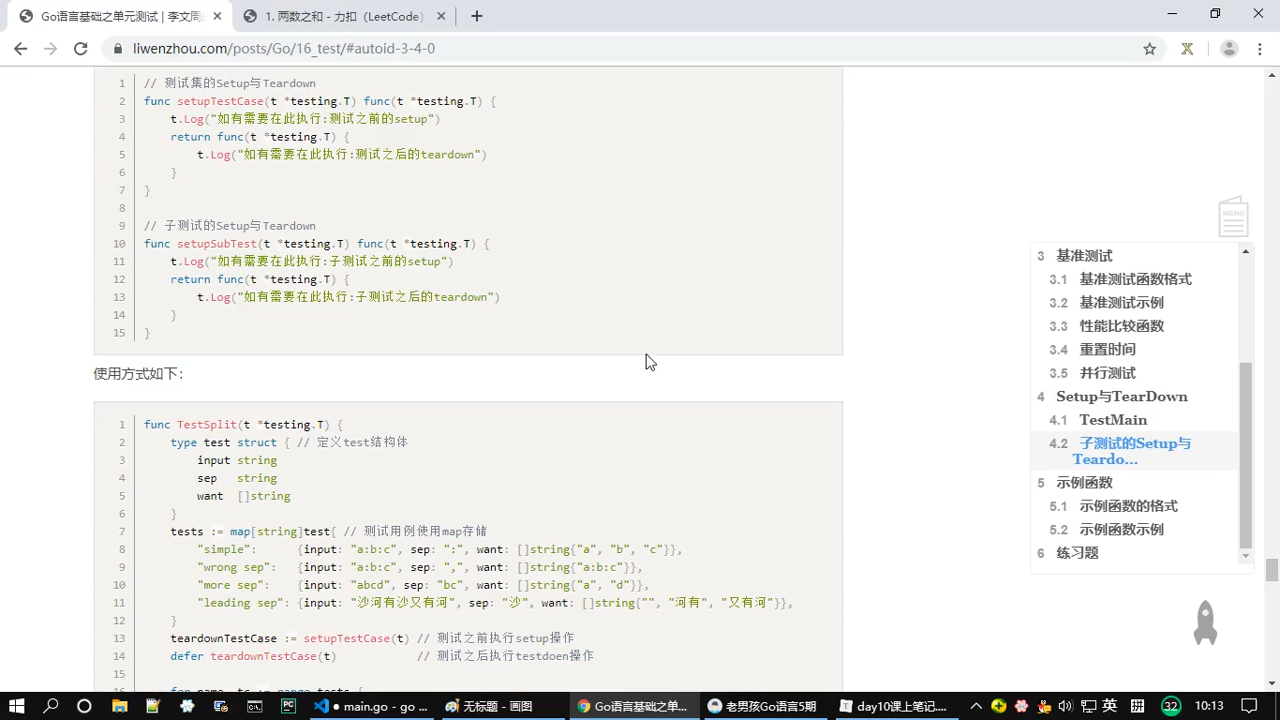 Go语言基础之单元测试 | 李文周
1. 两数之和 - 力扣（LeetCode）
liwenzhou.com/posts/Go/16_test/#autoid-3-4-0
1 // 测试集的Setup与Teardown
2 func setupTestCase(t *testing.T) func(t *testing.T) {
3 t.Log("如有需要在此执行:测试之前的setup")
4 return func(t *testing.T) {
5 t.Log("如有需要在此执行:测试之后的teardown")
6 }
7 }
8
9 // 子测试的Setup与Teardown
10 func setupSubTest(t *testing.T) func(t *testing.T) {
11 t.Log("如有需要在此执行:子测试之前的setup")
12 return func(t *testing.T) {
13 t.Log("如有需要在此执行:子测试之后的teardown")
14 }
15 }
使用方式如下：
1 func TestSplit(t *testing.T) {
2 type test struct { // 定义test结构体
3 input string
4 sep string
5 want []string
6 }
7 tests := map[string]test{ // 测试用例使用map存储
8 "simple": {input: "a:b:c", sep: ":", want: []string{"a", "b", "c"}},
9 "wrong sep": {input: "a:b:c", sep: ",", want: []string{"a:b:c"}},
10 "more sep": {input: "abcd", sep: "bc", want: []string{"a", "d"}},
11 "leading sep": {input: "沙河有沙又有河", sep: "沙", want: []string{"", "河有", "又有河"}},
12 }
13 teardownTestCase := setupTestCase(t) // 测试之前执行setup操作
14 defer teardownTestCase(t) // 测试之后执行testdoen操作
15
16 for name, tc := range tests {
MENU
3 基准测试
3.1 基准测试函数格式
3.2 基准测试示例
3.3 性能比较函数
3.4 重置时间
3.5 并行测试
4 Setup与TearDown
4.1 TestMain
4.2 子测试的Setup与
Teardo...
5 示例函数
5.1 示例函数的格式
5.2 示例函数示例
6 练习题
● main.go - go ...
无标题 - 画图
Go语言基础之单...
老男孩Go语言5期
day10课上笔记....
英
拼
32
10:13